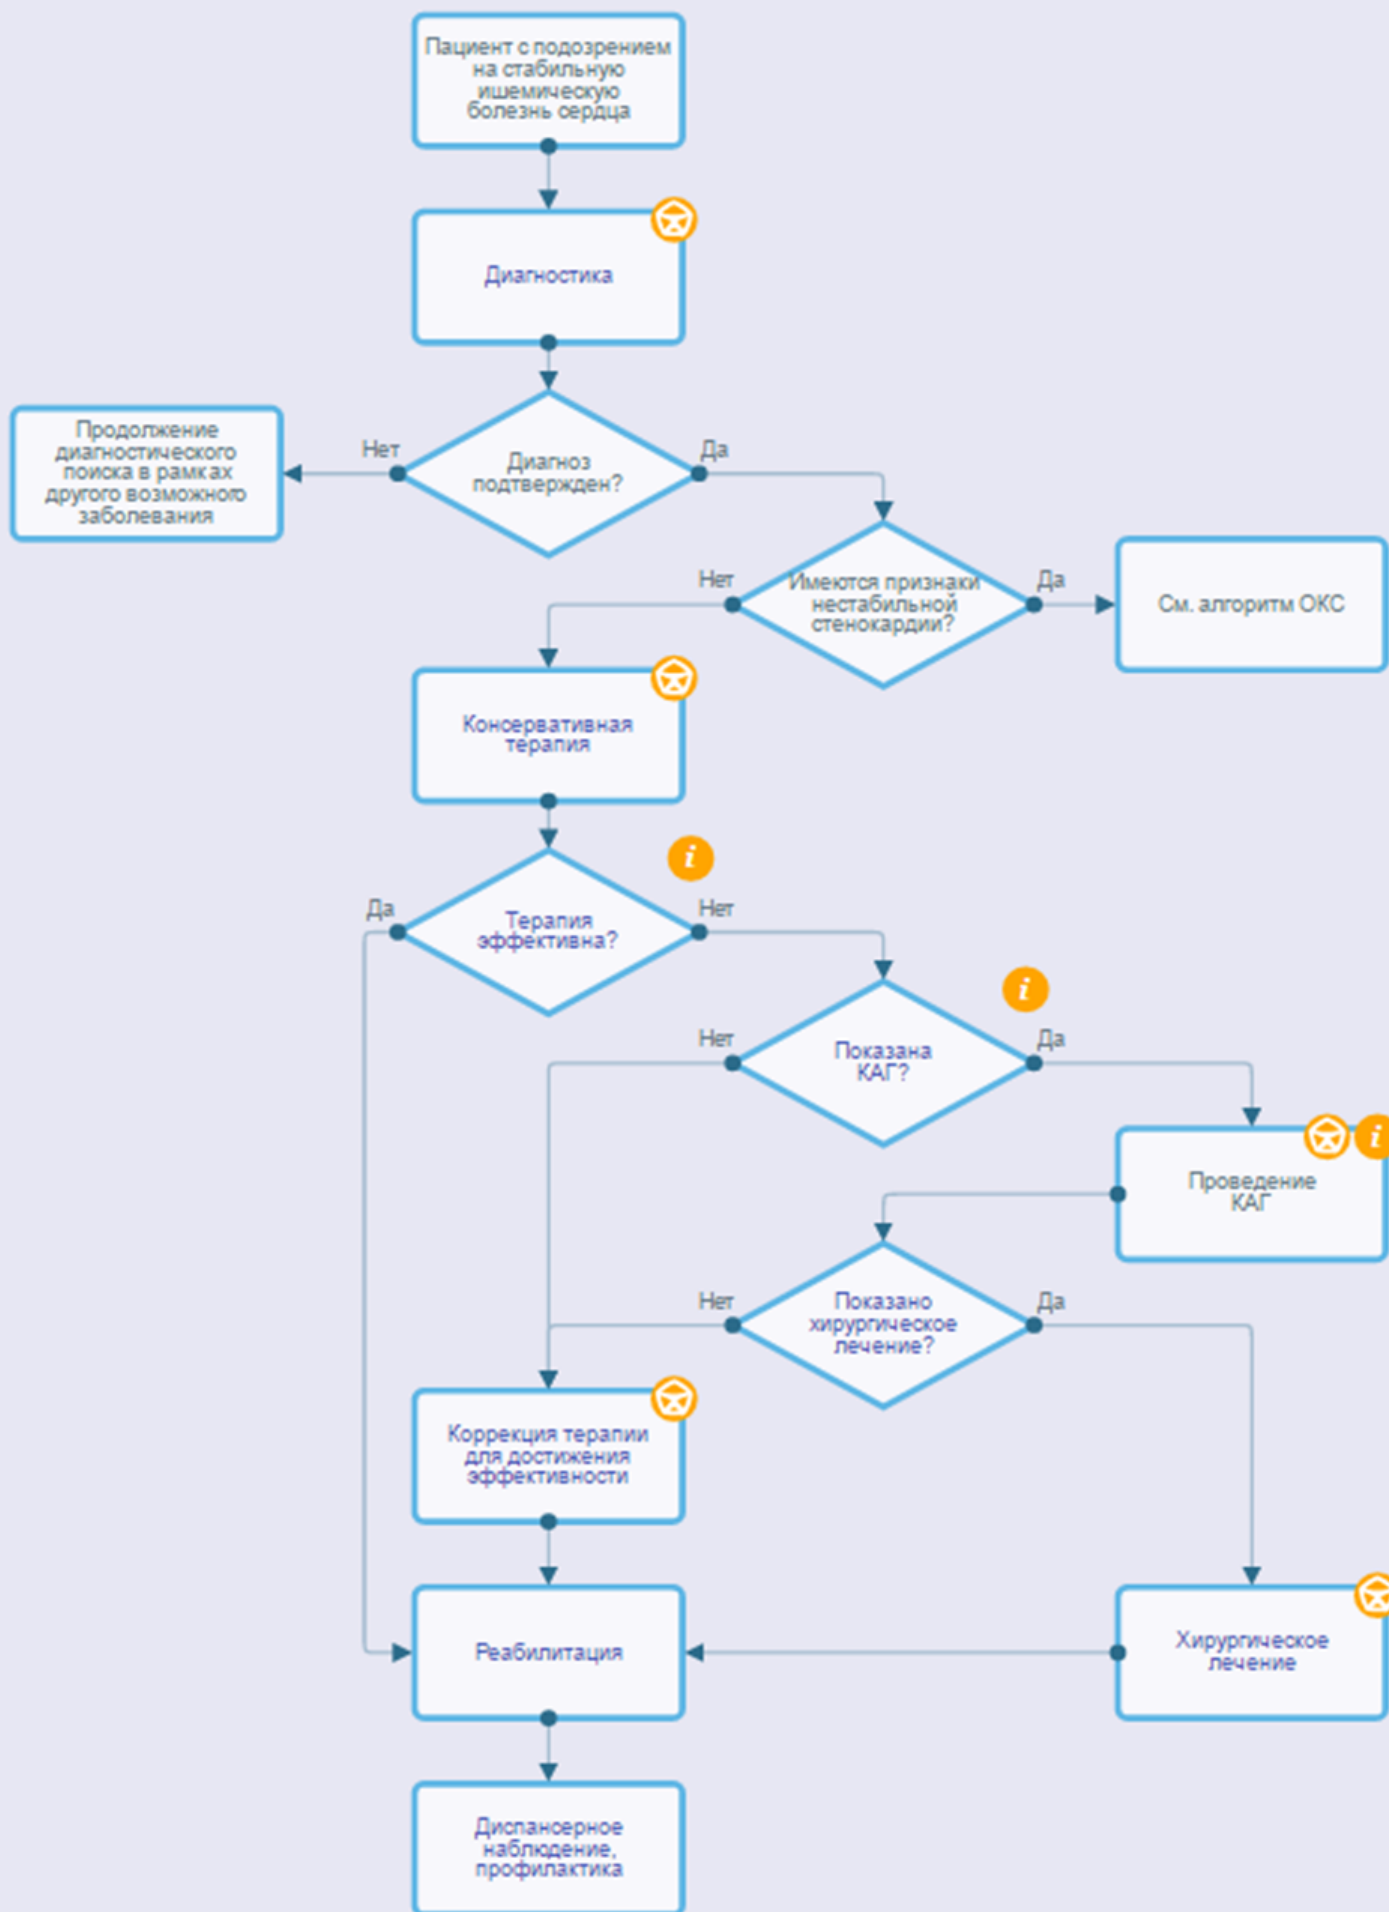 Пациент с подозрением
на стабильную
ишемическую
болезнь сердца
Диагностика
Диагноз
подтвержден?
Нет
Да
Продолжение
диагностического
поиска в рамках
другого возможного
заболевания
Имеются признаки
нестабильной
стенокардии?
Нет
Да
См. алгоритм ОКС
Консервативная
терапия
i
Терапия
эффективна?
Да
Нет
i
Показана
КАГ?
Нет
Да
i
Проведение
КАГ
Показано
хирургическое
лечение?
Нет
Да
Коррекция терапии
для достижения
эффективности
Реабилитация
Хирургическое
лечение
Диспансерное
наблюдение,
профилактика